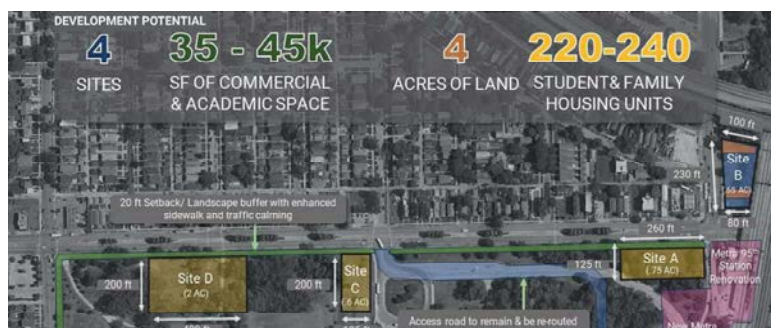 DEVELOPMENT POTENTIAL
4
SITES
35 - 45k
SF OF COMMERCIAL
& ACADEMIC SPACE
4
ACRES OF LAND
220-240
STUDENT& FAMILY
HOUSING UNITS
100 ft
Site
B
(.65 AC)
230 ft
80 ft
20 ft Setback/ Landscape buffer with enhanced
sidewalk and traffic calming
260 ft
Site A
(.75 AC)
125 ft
Metra 95th
Station
Renovation
200 ft
Site D
(2 AC)
200 ft
Site
C
(.6 AC)
Access road to remain & be re-routed
New Metra